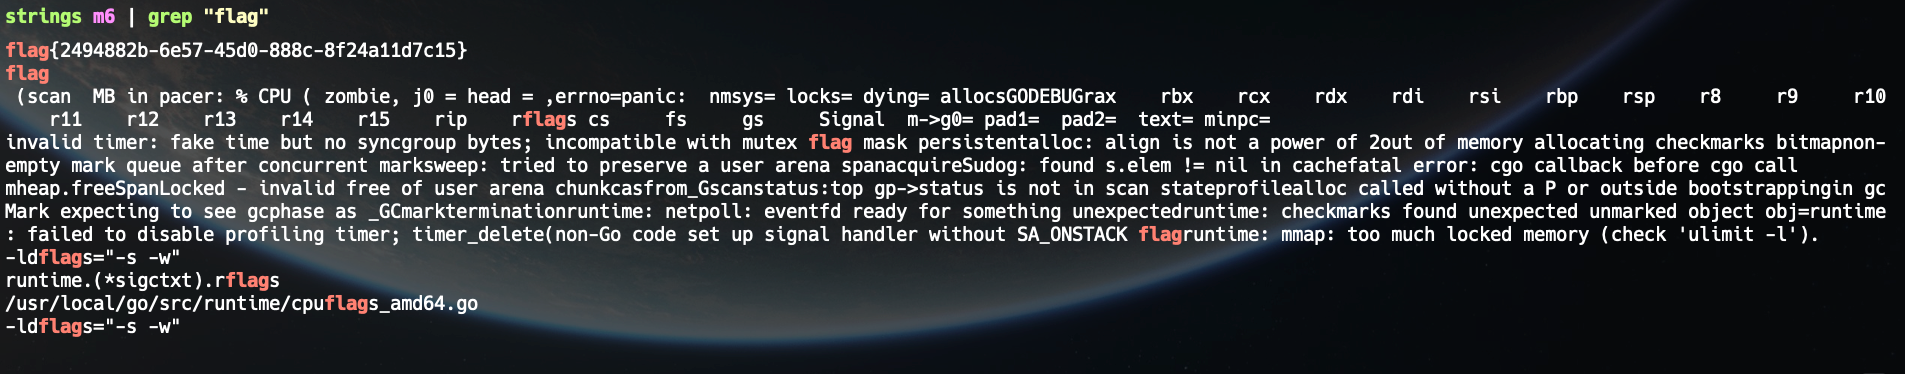 strings m6 | grep "flag"
flag{2494882b-6e57-45d0-888c-8f24a11d7c15}
flag
 (scan  MB in pacer: % CPU ( zombie, j0 = head = ,errno=panic:  nmsys= locks= dying= allocsGODEBUGrax    rbx    rcx    rdx    rdi    rsi    rbp    rsp    r8     r9     r10
    r11    r12    r13    r14    r15    rip    rflags cs     fs     gs     Signal  m->g0= pad1=  pad2=  text= minpc=
invalid timer: fake time but no syncgroup bytes; incompatible with mutex flag mask persistentalloc: align is not a power of 2out of memory allocating checkmarks bitmapnon-
empty mark queue after concurrent marksweep: tried to preserve a user arena spanacquireSudog: found s.elem != nil in cachefatal error: cgo callback before cgo call
mheap.freeSpanLocked - invalid free of user arena chunkcasfrom_Gscanstatus:top gp->status is not in scan stateprofilealloc called without a P or outside bootstrappingin gc
Mark expecting to see gcphase as _GCmarkterminationruntime: netpoll: eventfd ready for something unexpectedruntime: checkmarks found unexpected unmarked object obj=runtime
: failed to disable profiling timer; timer_delete(non-Go code set up signal handler without SA_ONSTACK flagruntime: mmap: too much locked memory (check 'ulimit -l').
-ldflags="-s -w"
runtime.(*sigctxt).rflags
/usr/local/go/src/runtime/cpuflags_amd64.go
-ldflags="-s -w"